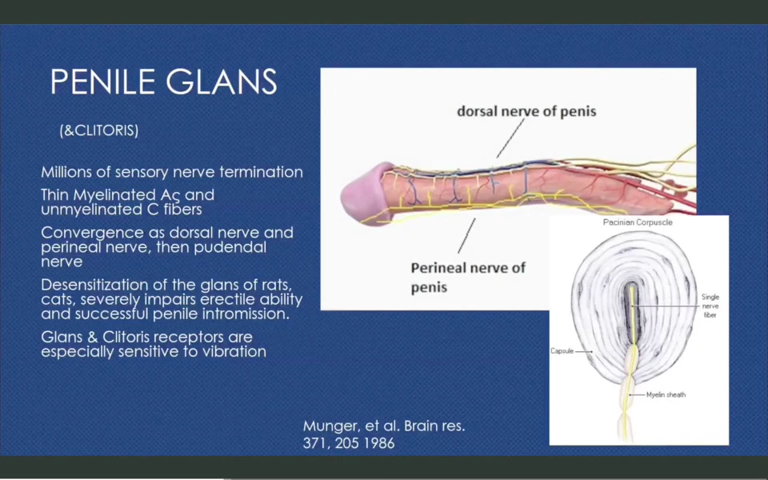 PENILE GLANS
(&CLITORIS)
Millions of sensory nerve termination
Thin Myelinated Aς and
unmyelinated C fibers
Convergence as dorsal nerve and
perineal nerve, then pudendal
nerve
Desensitization of the glans of rats,
cats, severely impairs erectile ability
and successful penile intromission.
Glans & Clitoris receptors are
especially sensitive to vibration
dorsal nerve of penis
Perineal nerve of
penis
Pacinian Corpuscle
Single
nerve
fiber
Capsule
Myelin sheath
Munger, et al. Brain res.
371, 205 1986